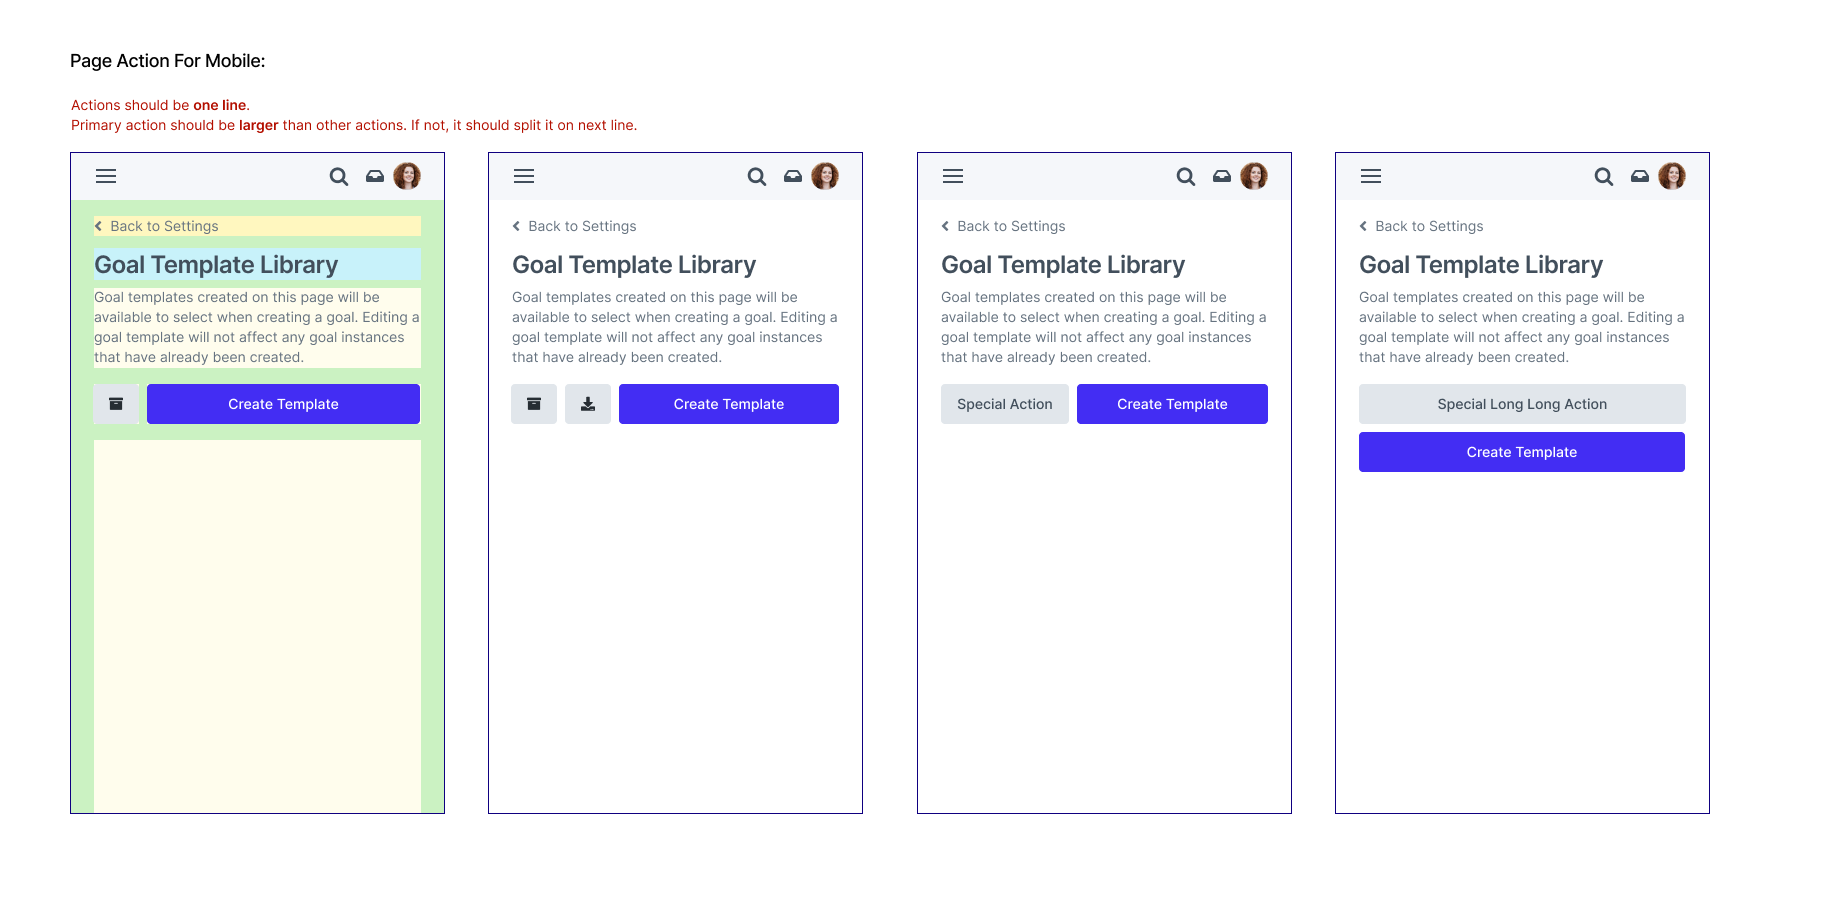 Page Action For Mobile:
Actions should be one line.
Primary action should be larger than other actions. If not, it should split it on next line.
Back to Settings
Goal Template Library
Goal templates created on this page will be
available to select when creating a goal. Editing a
goal template will not affect any goal instances
that have already been created.
Create Template
Back to Settings
Goal Template Library
Goal templates created on this page will be
available to select when creating a goal. Editing a
goal template will not affect any goal instances
that have already been created.
Create Template
Back to Settings
Goal Template Library
Goal templates created on this page will be
available to select when creating a goal. Editing a
goal template will not affect any goal instances
that have already been created.
Special Action
Create Template
Back to Settings
Goal Template Library
Goal templates created on this page will be
available to select when creating a goal. Editing a
goal template will not affect any goal instances
that have already been created.
Special Long Long Action
Create Template